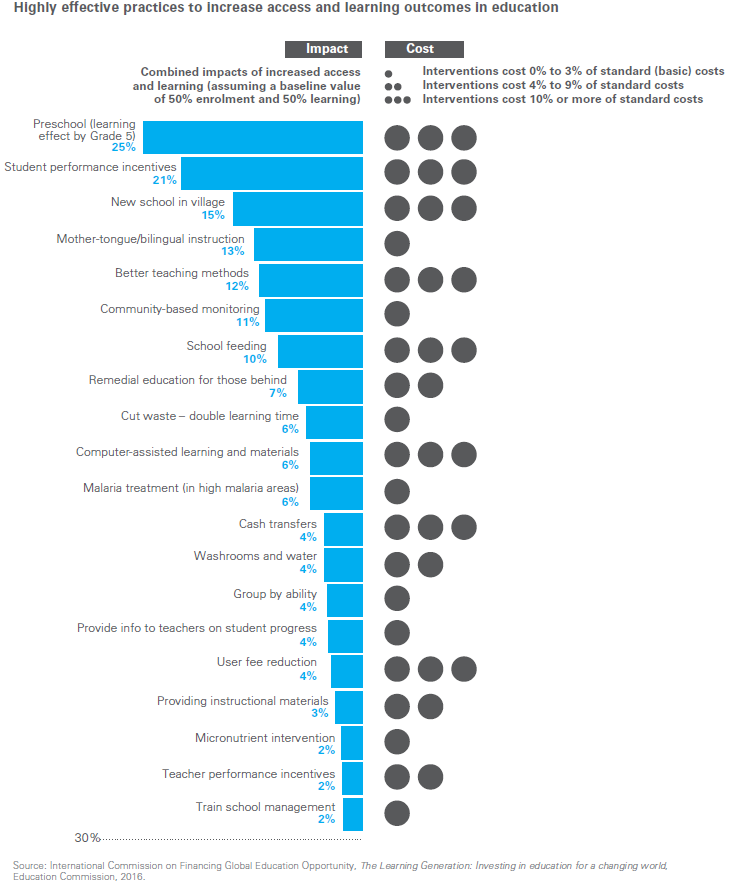 Highly effective practices to increase access and learning outcomes in education
Impact
Cost
Combined impacts of increased access
and learning (assuming a baseline value
of 50% enrolment and 50% learning)
Interventions cost 0% to 3% of standard (basic) costs
Interventions cost 4% to 9% of standard costs
Interventions cost 10% or more of standard costs
Preschool (learning
effect by Grade 5)
25%
Student performance incentives
21%
New school in village
15%
Mother-tongue/bilingual instruction
13%
Better teaching methods
12%
Community-based monitoring
11%
School feeding
10%
Remedial education for those behind
7%
Cut waste – double learning time
6%
Computer-assisted learning and materials
6%
Malaria treatment (in high malaria areas)
6%
Cash transfers
4%
Washrooms and water
4%
Group by ability
4%
Provide info to teachers on student progress
4%
User fee reduction
4%
Providing instructional materials
3%
Micronutrient intervention
2%
Teacher performance incentives
2%
Train school management
2%
30%
Source: International Commission on Financing Global Education Opportunity, The Learning Generation: Investing in education for a changing world,
Education Commission, 2016.